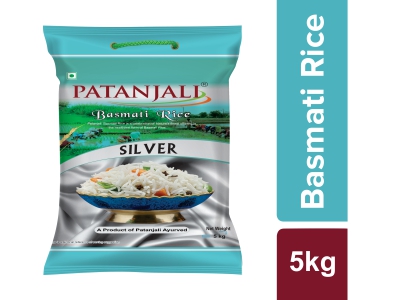 PATANJALI®
Basmati Rice
SILVER
A Product of Patanjali Ayurved
Net Weight
5 kg
Basmati Rice
5kg